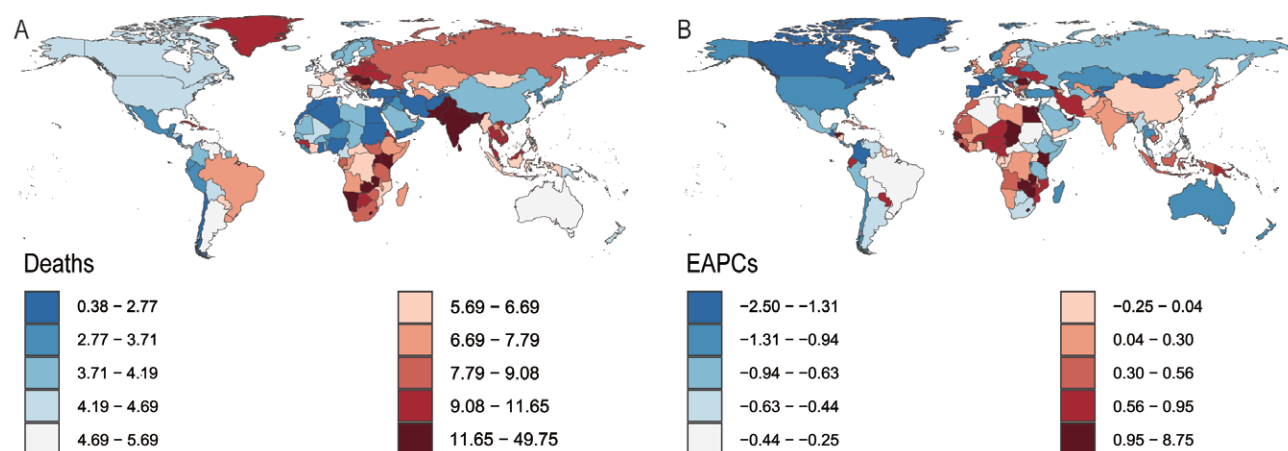 A
B
Deaths
0.38 – 2.77
2.77 – 3.71
3.71 – 4.19
4.19 – 4.69
4.69 – 5.69
5.69 – 6.69
6.69 – 7.79
7.79 – 9.08
9.08 – 11.65
11.65 – 49.75
EAPCs
−2.50 – −1.31
−1.31 – −0.94
−0.94 – −0.63
−0.63 – −0.44
−0.44 – −0.25
−0.25 – 0.04
0.04 – 0.30
0.30 – 0.56
0.56 – 0.95
0.95 – 8.75